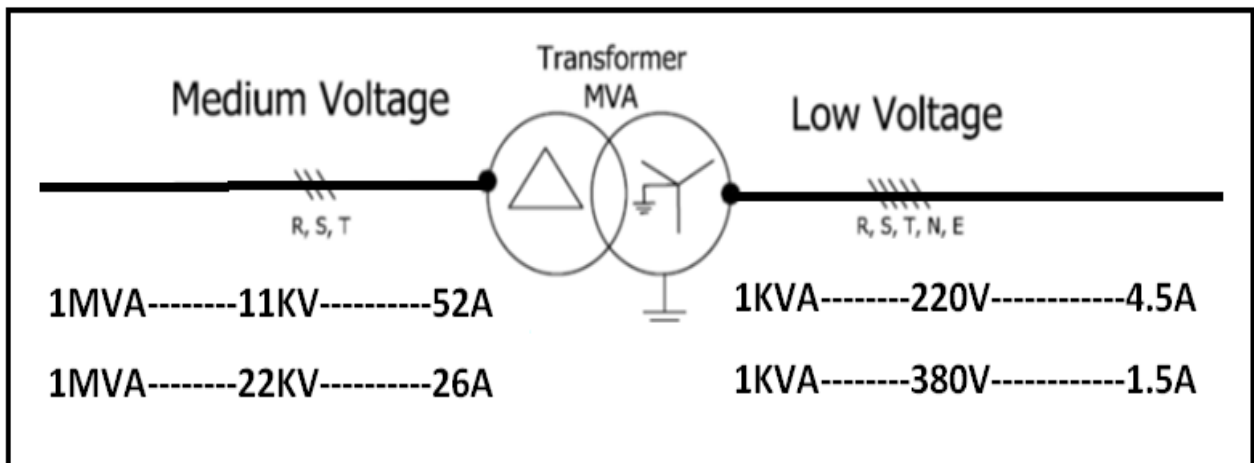 Transformer
MVA
Medium Voltage
Low Voltage
R, S, T
R, S, T, N, E
1MVA--------11KV----------52A
1KVA--------220V------------4.5A
1MVA--------22KV----------26A
1KVA--------380V------------1.5A